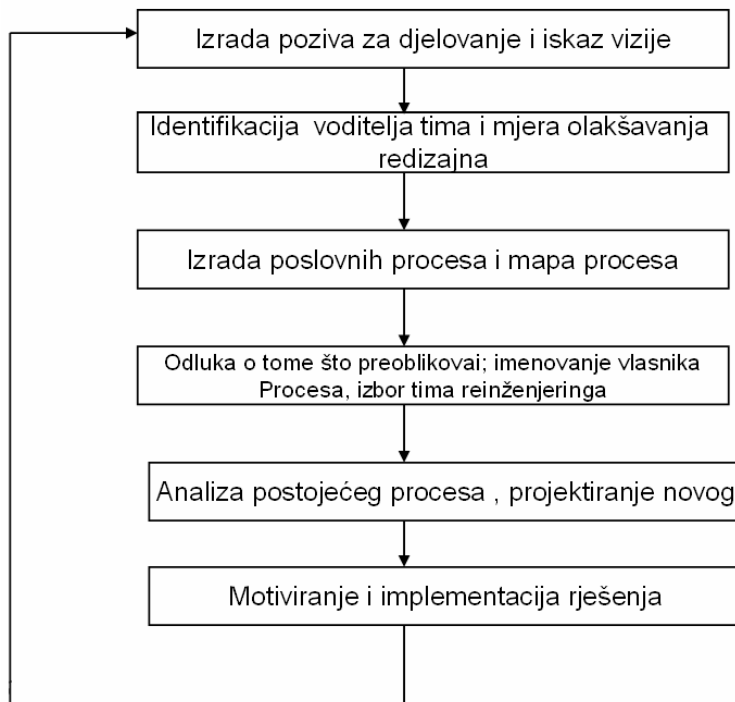 Izrada poziva za djelovanje i iskaz vizije
Identifikacija voditelja tima i mjera olakšavanja
redizajna
Izrada poslovnih procesa i mapa procesa
Odluka o tome što preoblikovai; imenovanje vlasnika
Procesa, izbor tima reinženjeringa
Analiza postojećeg procesa , projektiranje novog
Motiviranje i implementacija rješenja